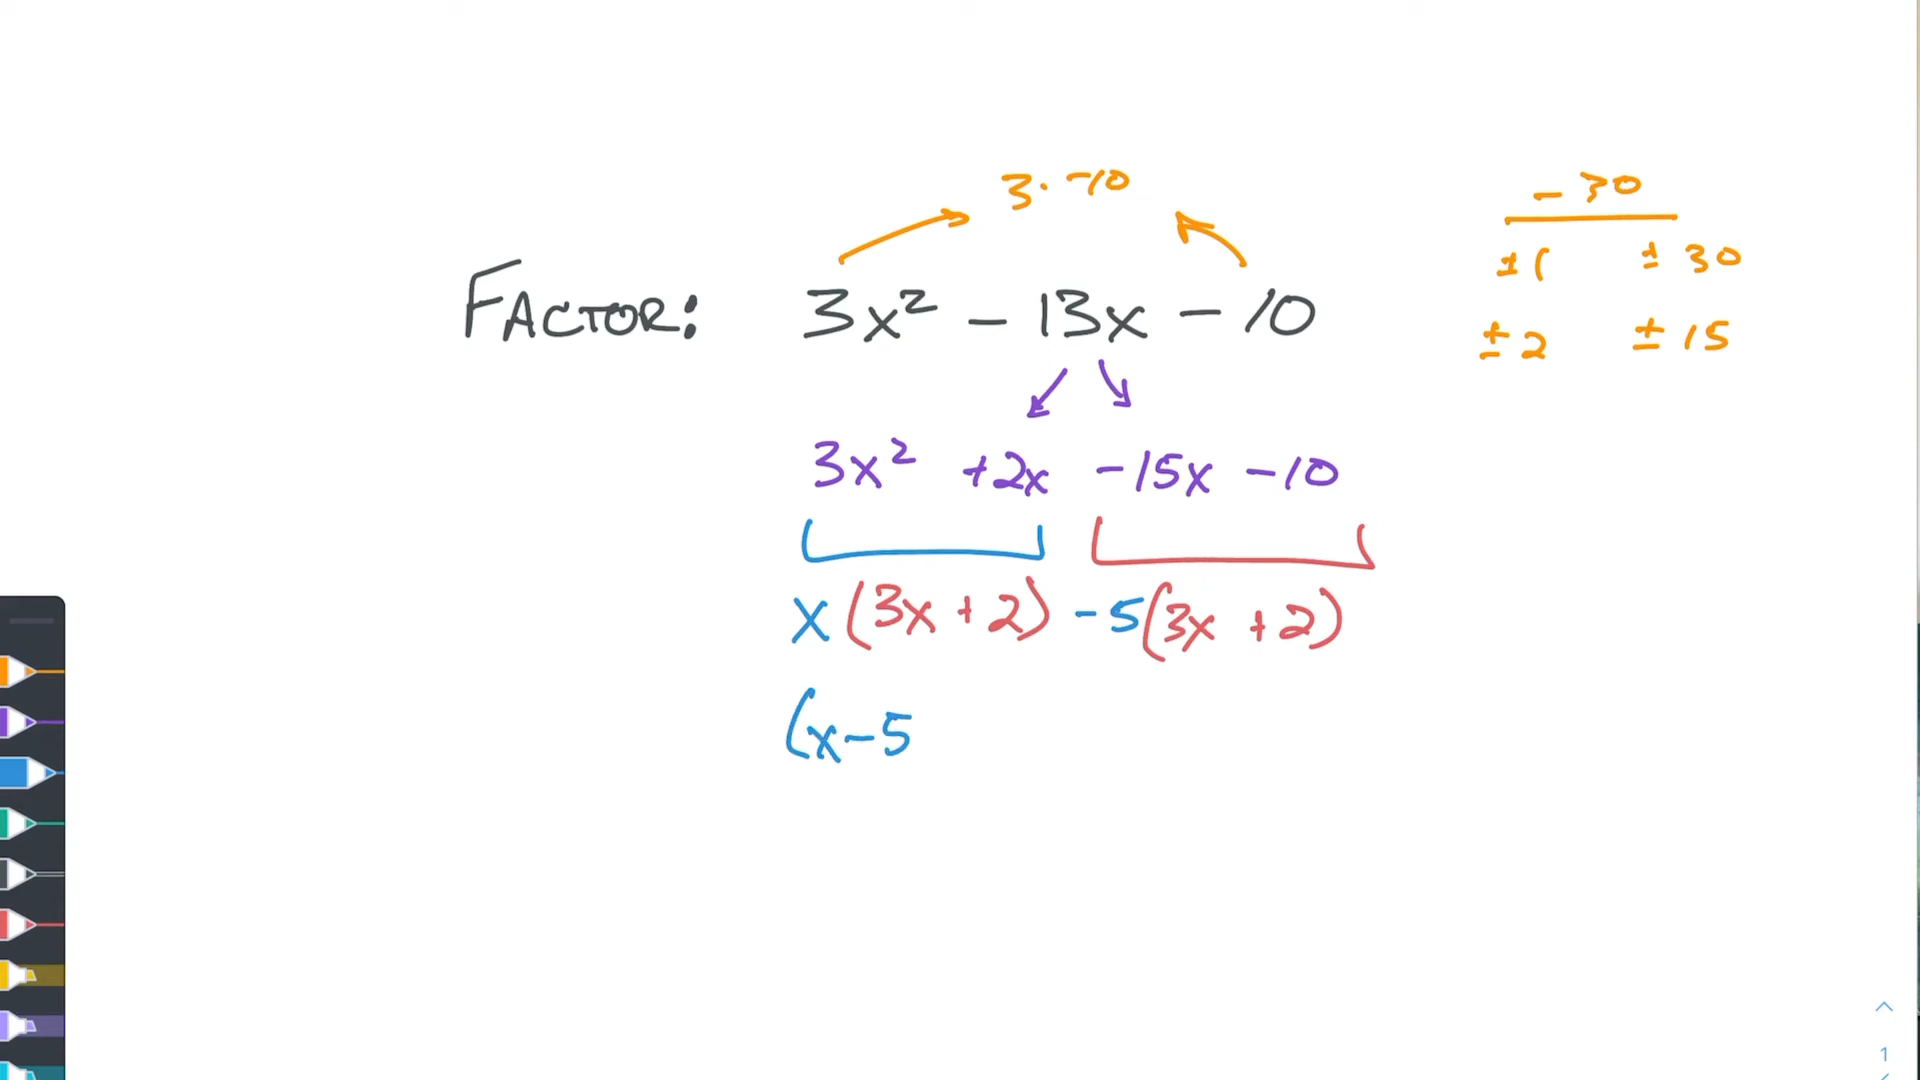 3· -10
- 30
±1 ± 30
± 2 ± 15
FACTOR: 3x² - 13x - 10
3x² +2x -15x -10
x(3x + 2) -5(3x +2)
(x-5
1